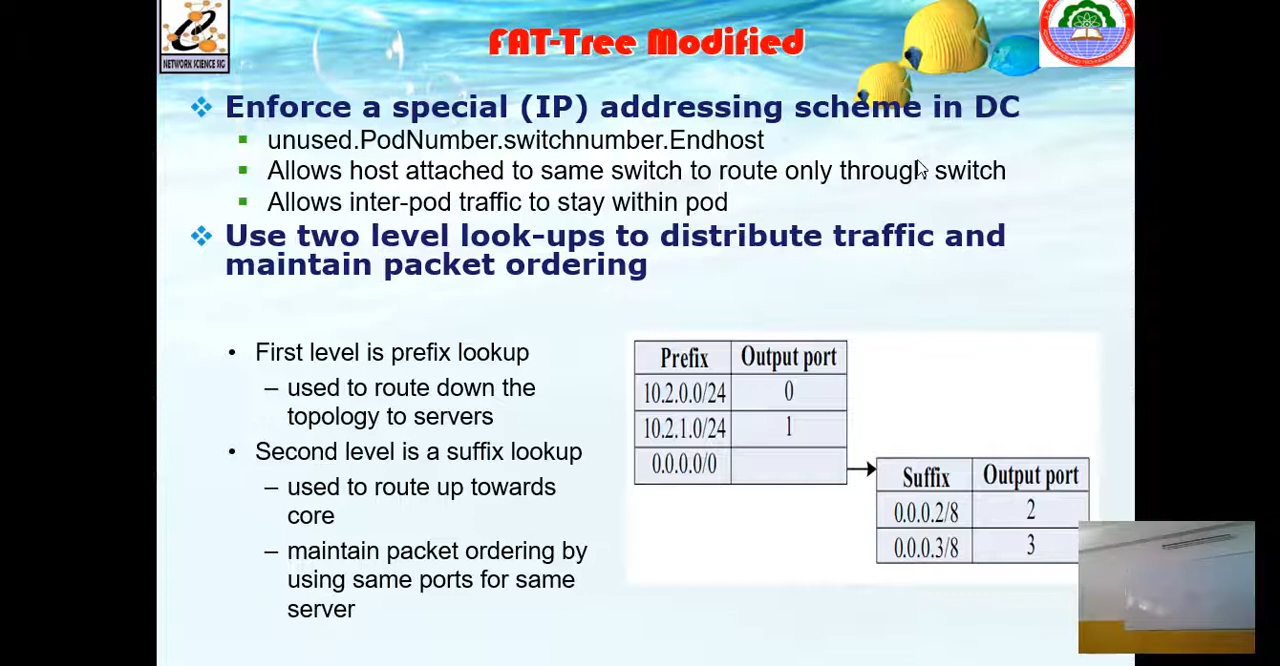 NETWORK SCIENCE NG
FAT-Tree Modified
Enforce a special (IP) addressing scheme in DC
unused.PodNumber.switchnumber.Endhost
Allows host attached to same switch to route only through switch
Allows inter-pod traffic to stay within pod
Use two level look-ups to distribute traffic and
maintain packet ordering
• First level is prefix lookup
– used to route down the
topology to servers
• Second level is a suffix lookup
– used to route up towards
core
– maintain packet ordering by
using same ports for same
server
Prefix Output port
10.2.0.0/24 0
10.2.1.0/24 1
0.0.0.0/0
Suffix Output port
0.0.0.2/8 2
0.0.0.3/8 3